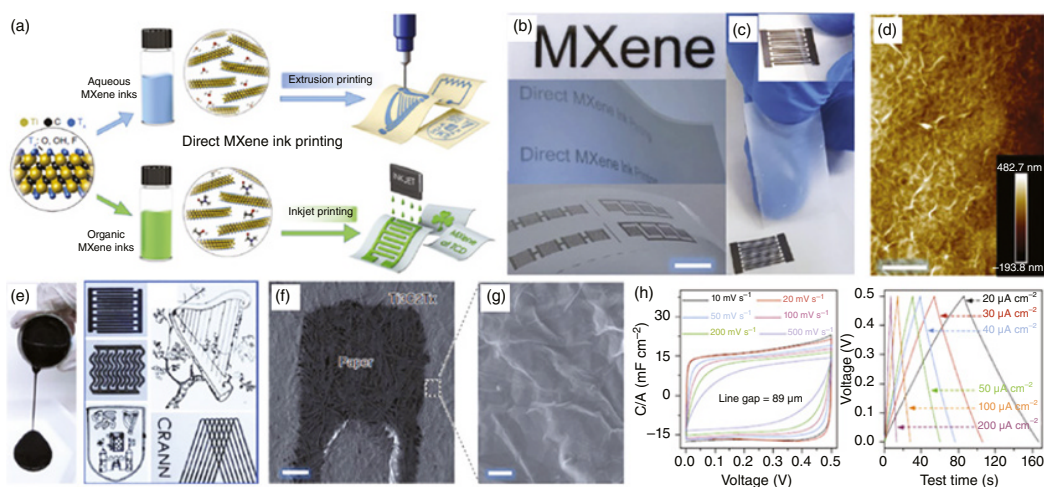 (a)
Aqueous
MXene inks
Extrusion printing
Ti C Tx
Tx: O, OH, F
Direct MXene ink printing
INKJET
Inkjet printing
Organic
MXene inks
MXene
at TCD
(b)
MXene
Direct MXene Ink Printing
Direct MXene Ink
(c)
(d)
482.7 nm
−193.8 nm
(e)
CRANN
(f)
Ti3C2Tx
Paper
(g)
(h)
10 mV s−1
20 mV s−1
50 mV s−1
100 mV s−1
200 mV s−1
500 mV s−1
C/A (mF cm−2)
30
15
0
−15
Line gap = 89 μm
0.0 0.1 0.2 0.3 0.4 0.5
Voltage (V)
Voltage (V)
0.5
0.4
0.3
0.2
0.1
0.0
20 μA cm−2
30 μA cm−2
40 μA cm−2
50 μA cm−2
100 μA cm−2
200 μA cm−2
0 40 80 120 160
Test time (s)